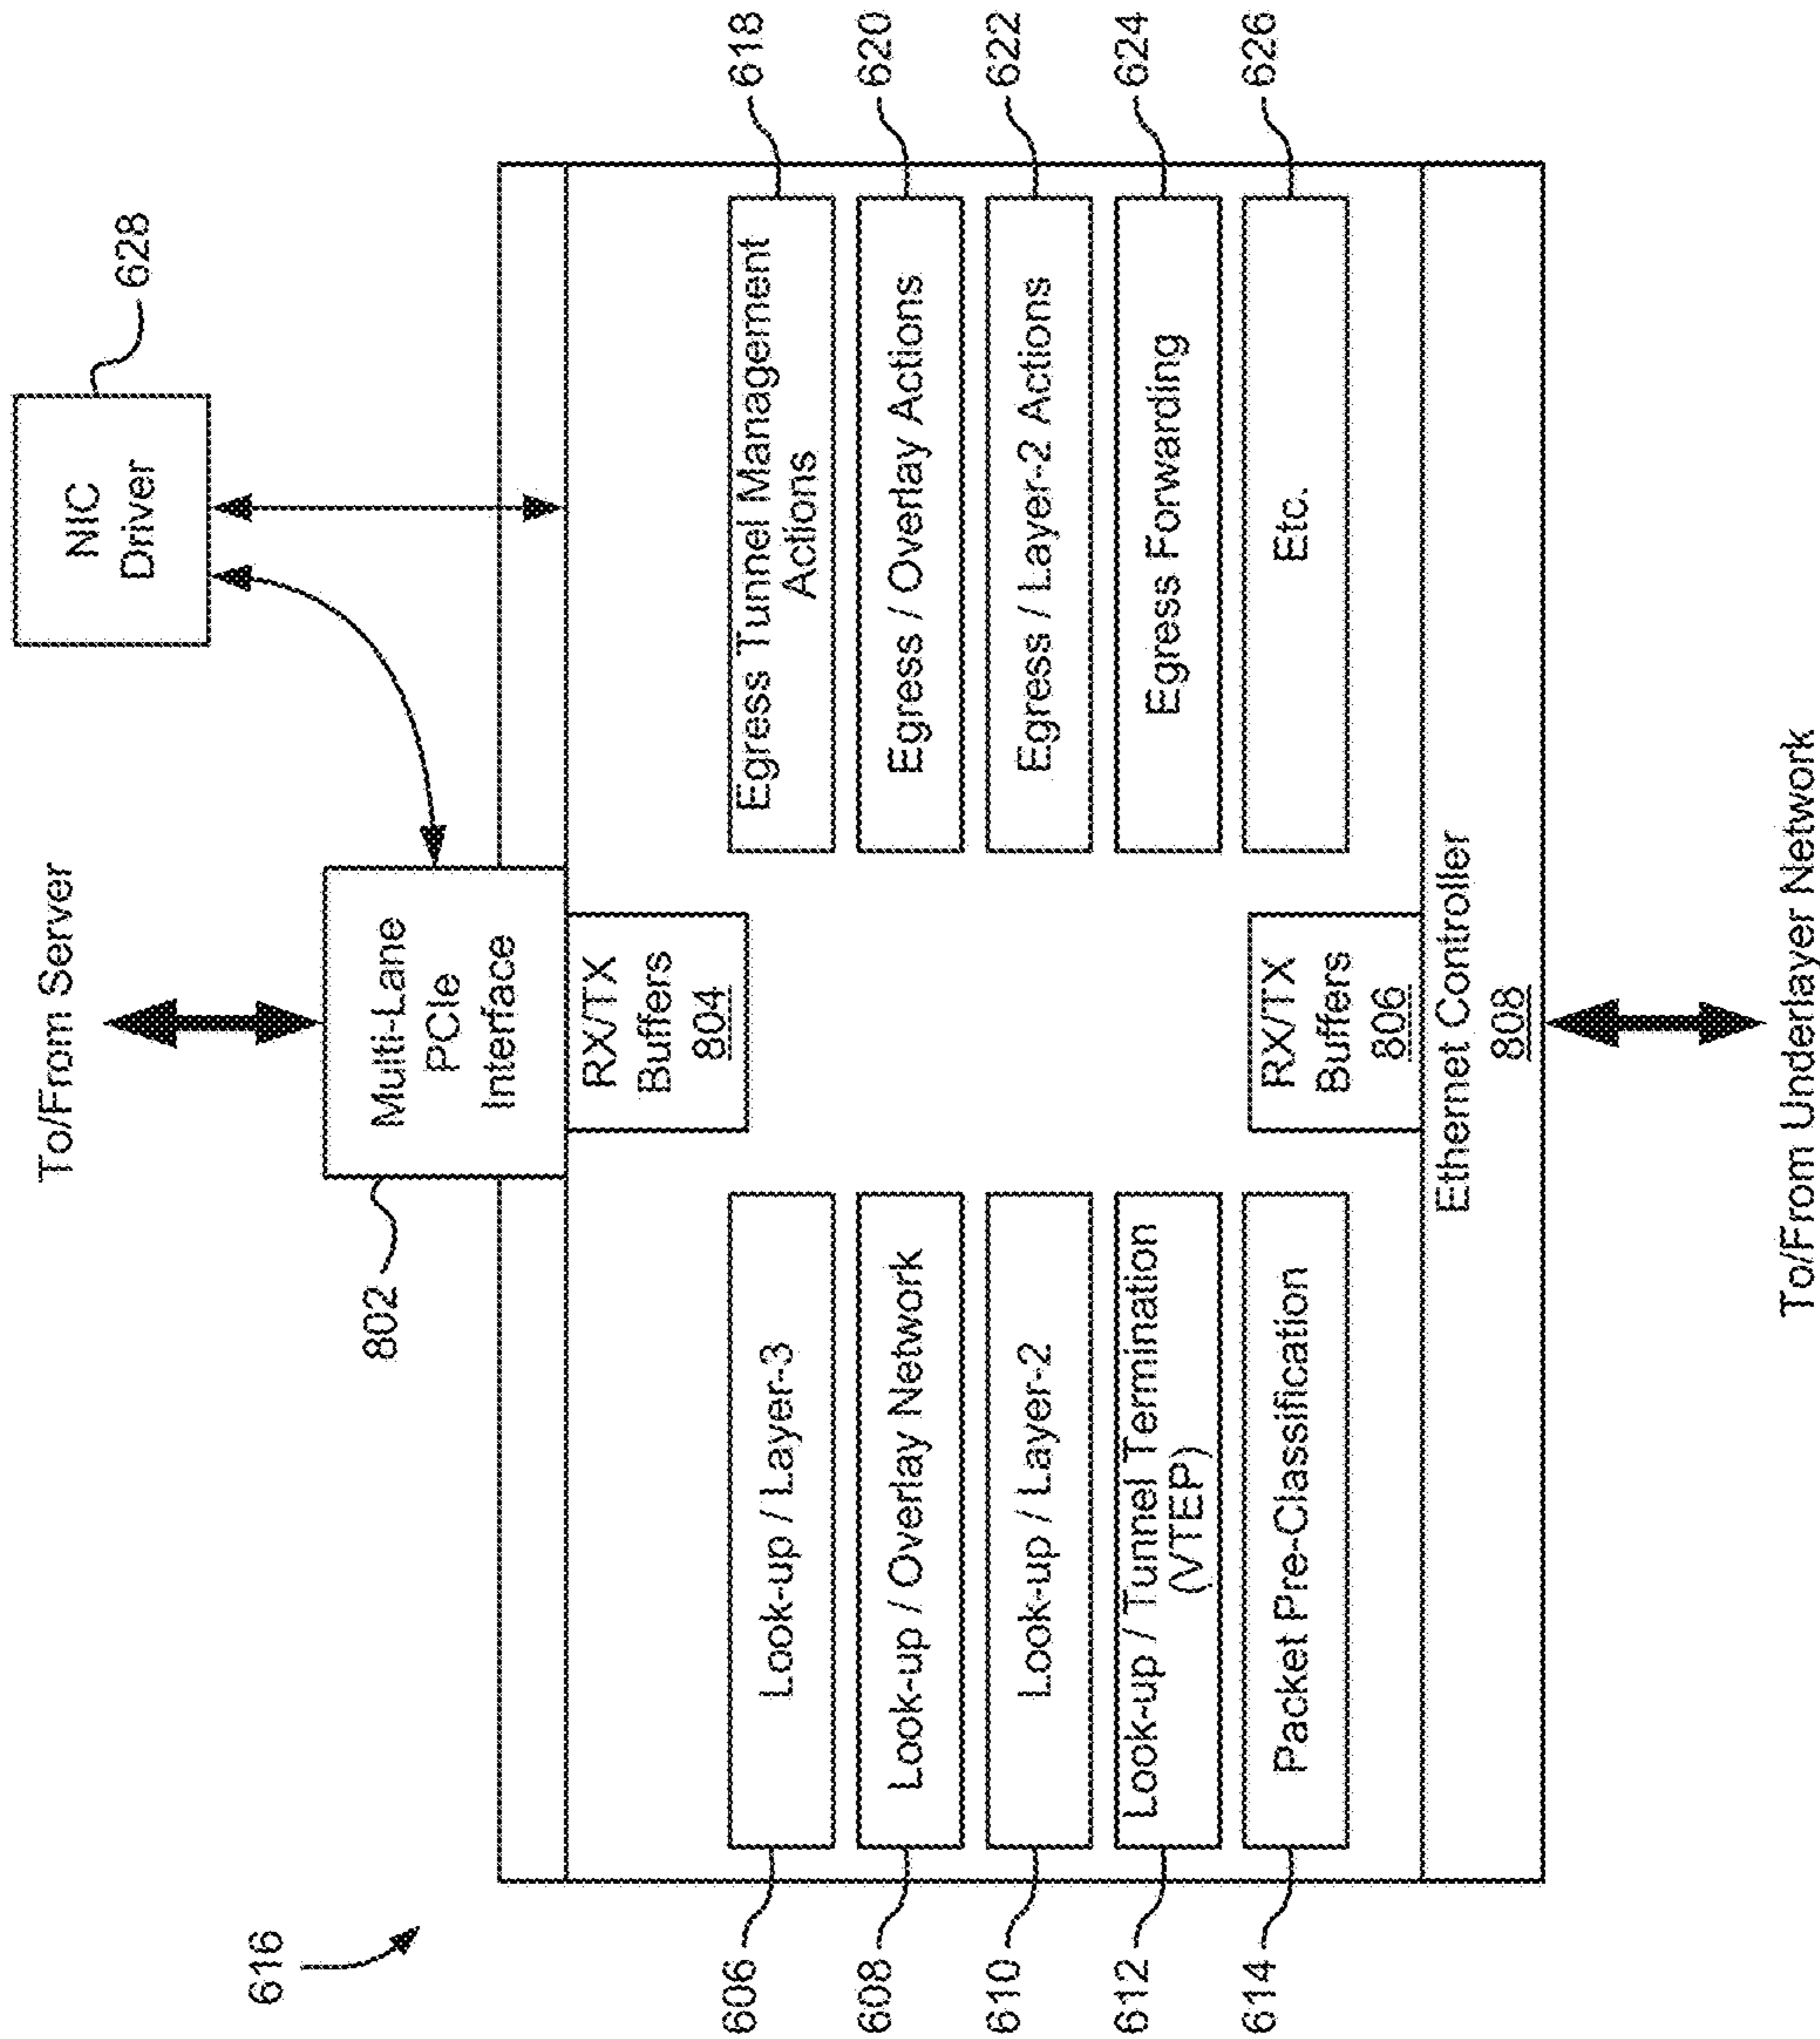 616
To/From Server
NIC
Driver
628
802
Multi-Lane
PCIe
Interface
RX/TX
Buffers
804
606
Look-up / Layer-3
608
Look-up / Overlay Network
610
Look-up / Layer-2
612
Look-up / Tunnel Termination
(VTEP)
614
Packet Pre-Classification
Egress Tunnel Management
Actions
618
Egress / Overlay Actions
620
Egress / Layer-2 Actions
622
Egress Forwarding
624
Etc.
626
RX/TX
Buffers
806
Ethernet Controller
808
To/From Underlayer Network